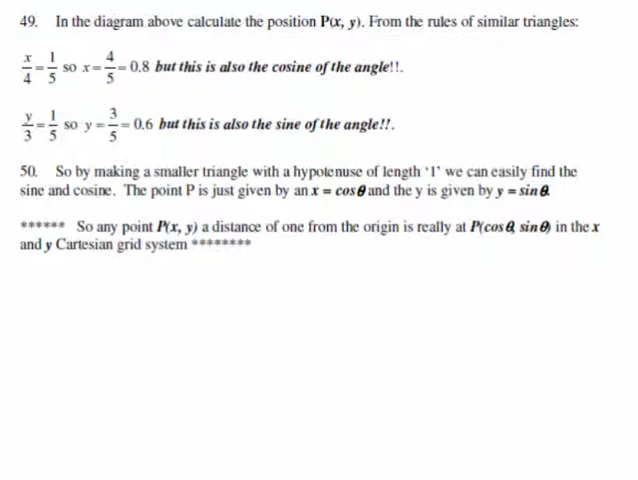 49. In the diagram above calculate the position P(x, y). From the rules of similar triangles:
x/4 = 1/5 so x = 4/5 = 0.8 but this is also the cosine of the angle!!.
y/3 = 1/5 so y = 3/5 = 0.6 but this is also the sine of the angle!!.
50. So by making a smaller triangle with a hypotenuse of length ‘1’ we can easily find the
sine and cosine. The point P is just given by an x = cosθ and the y is given by y = sinθ.
****** So any point P(x, y) a distance of one from the origin is really at P(cosθ, sinθ) in the x
and y Cartesian grid system ********